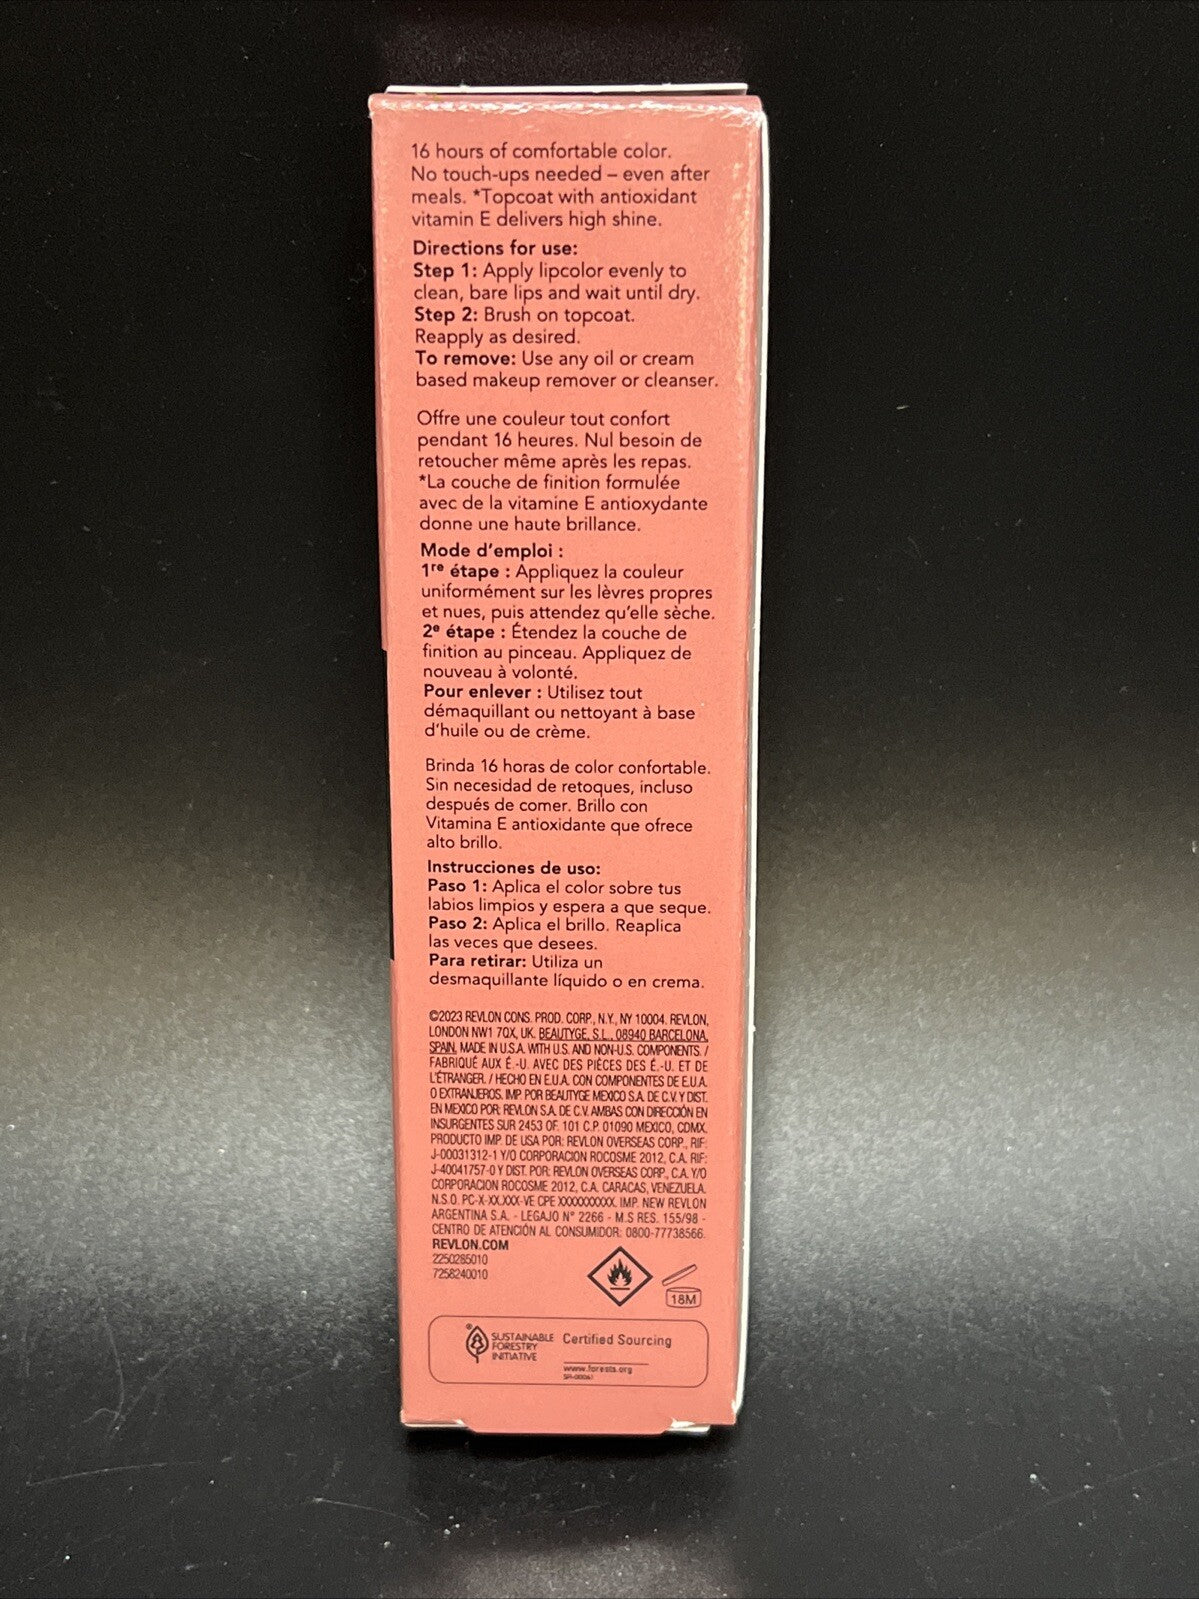 16 hours of comfortable color.
No touch-ups needed – even after
meals. *Topcoat with antioxidant
vitamin E delivers high shine.
Directions for use:
Step 1: Apply lipcolor evenly to
clean, bare lips and wait until dry.
Step 2: Brush on topcoat.
Reapply as desired.
To remove: Use any oil or cream
based makeup remover or cleanser.
Offre une couleur tout confort
pendant 16 heures. Nul besoin de
retoucher même après les repas.
*La couche de finition formulée
avec de la vitamine E antioxydante
donne une haute brillance.
Mode d'emploi :
1re étape : Appliquez la couleur
uniformément sur les lèvres propres
et nues, puis attendez qu'elle sèche.
2e étape : Étendez la couche de
finition au pinceau. Appliquez de
nouveau à volonté.
Pour enlever : Utilisez tout
démaquillant ou nettoyant à base
d'huile ou de crème.
Brinda 16 horas de color confortable.
Sin necesidad de retoques, incluso
después de comer. Brillo con
Vitamina E antioxidante que ofrece
alto brillo.
Instrucciones de uso:
Paso 1: Aplica el color sobre tus
labios limpios y espera a que seque.
Paso 2: Aplica el brillo. Reaplica
las veces que desees.
Para retirar: Utiliza un
desmaquillante líquido o en crema.
©2023 REVLON CONS. PROD. CORP., N.Y., NY 10004. REVLON,
LONDON NW1 7QX, UK. BEAUTYGE, S.L., 08940 BARCELONA,
SPAIN. MADE IN U.S.A. WITH U.S. AND NON-U.S. COMPONENTS. /
FABRIQUÉ AUX É.-U. AVEC DES PIÈCES DES É.-U. ET DE
L'ÉTRANGER. / HECHO EN E.U.A. CON COMPONENTES DE E.U.A.
O EXTRANJEROS. IMP. POR BEAUTYGE MEXICO S.A. DE C.V. Y DIST.
EN MEXICO POR: REVLON S.A. DE C.V. AMBAS CON DIRECCIÓN EN
INSURGENTES SUR 2453 OF. 101 C.P. 01090 MEXICO, CDMX.
PRODUCTO IMP. DE USA POR: REVLON OVERSEAS CORP., RIF:
J-00031312-1 Y/O CORPORACION ROCOSME 2012, C.A. RIF:
J-40041757-0 Y DIST. POR: REVLON OVERSEAS CORP., C.A. Y/O
CORPORACION ROCOSME 2012, C.A. CARACAS, VENEZUELA.
N.S.O. PC-X-XX.XXX-VE CPE XXXXXXXXXX. IMP. NEW REVLON
ARGENTINA S.A. - LEGAJO N° 2266 - M.S RES. 155/98 -
CENTRO DE ATENCIÓN AL CONSUMIDOR: 0800-77738566.
REVLON.COM
2250285010
7258240010
18M
SUSTAINABLE
FORESTRY
INITIATIVE
Certified Sourcing
www.forests.org
SFI-00061